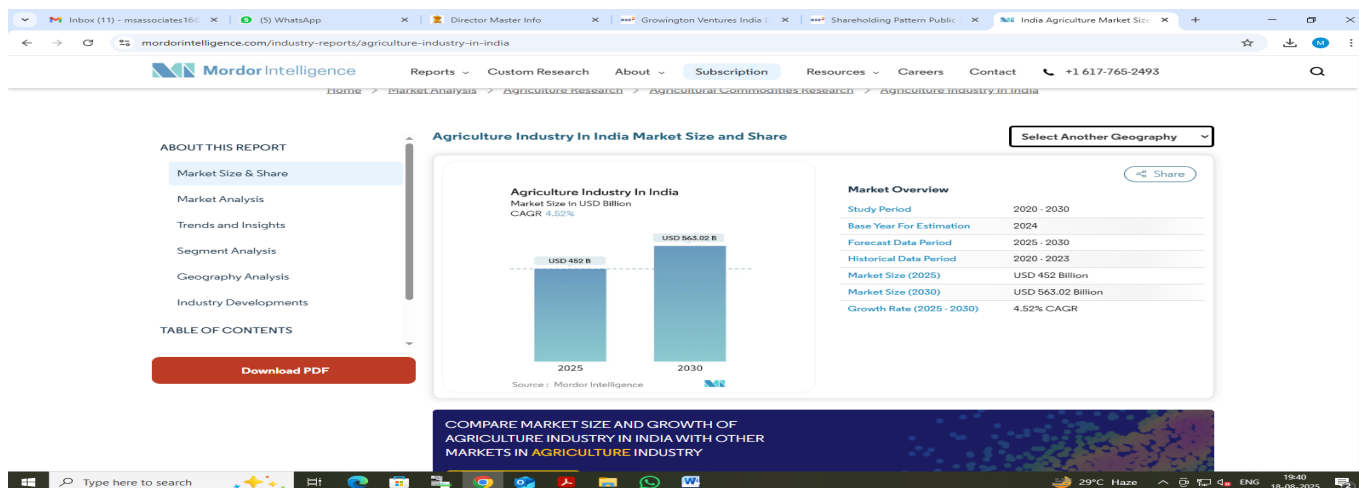 Inbox (11) - msassociates16
(5) WhatsApp
Director Master Info
Growington Ventures India L
Shareholding Pattern Public
India Agriculture Market Size
mordorintelligence.com/industry-reports/agriculture-industry-in-india
M
Mordor Intelligence
Reports
Custom Research
About
Subscription
Resources
Careers
Contact
+1 617-765-2493
Home > Market Analysis > Agriculture Research > Agricultural Commodities Research > Agriculture Industry in India
ABOUT THIS REPORT
Market Size & Share
Market Analysis
Trends and Insights
Segment Analysis
Geography Analysis
Industry Developments
TABLE OF CONTENTS
Download PDF
Agriculture Industry In India Market Size and Share
Select Another Geography
Share
Agriculture Industry In India
Market Size in USD Billion
CAGR 4.52%
USD 452 B
USD 563.02 B
2025
2030
Source : Mordor Intelligence
Market Overview
Study Period 2020 - 2030
Base Year For Estimation 2024
Forecast Data Period 2025 - 2030
Historical Data Period 2020 - 2023
Market Size (2025) USD 452 Billion
Market Size (2030) USD 563.02 Billion
Growth Rate (2025 - 2030) 4.52% CAGR
COMPARE MARKET SIZE AND GROWTH OF
AGRICULTURE INDUSTRY IN INDIA WITH OTHER
MARKETS IN AGRICULTURE INDUSTRY
Type here to search
29°C Haze
ENG
19:40
18-08-2025